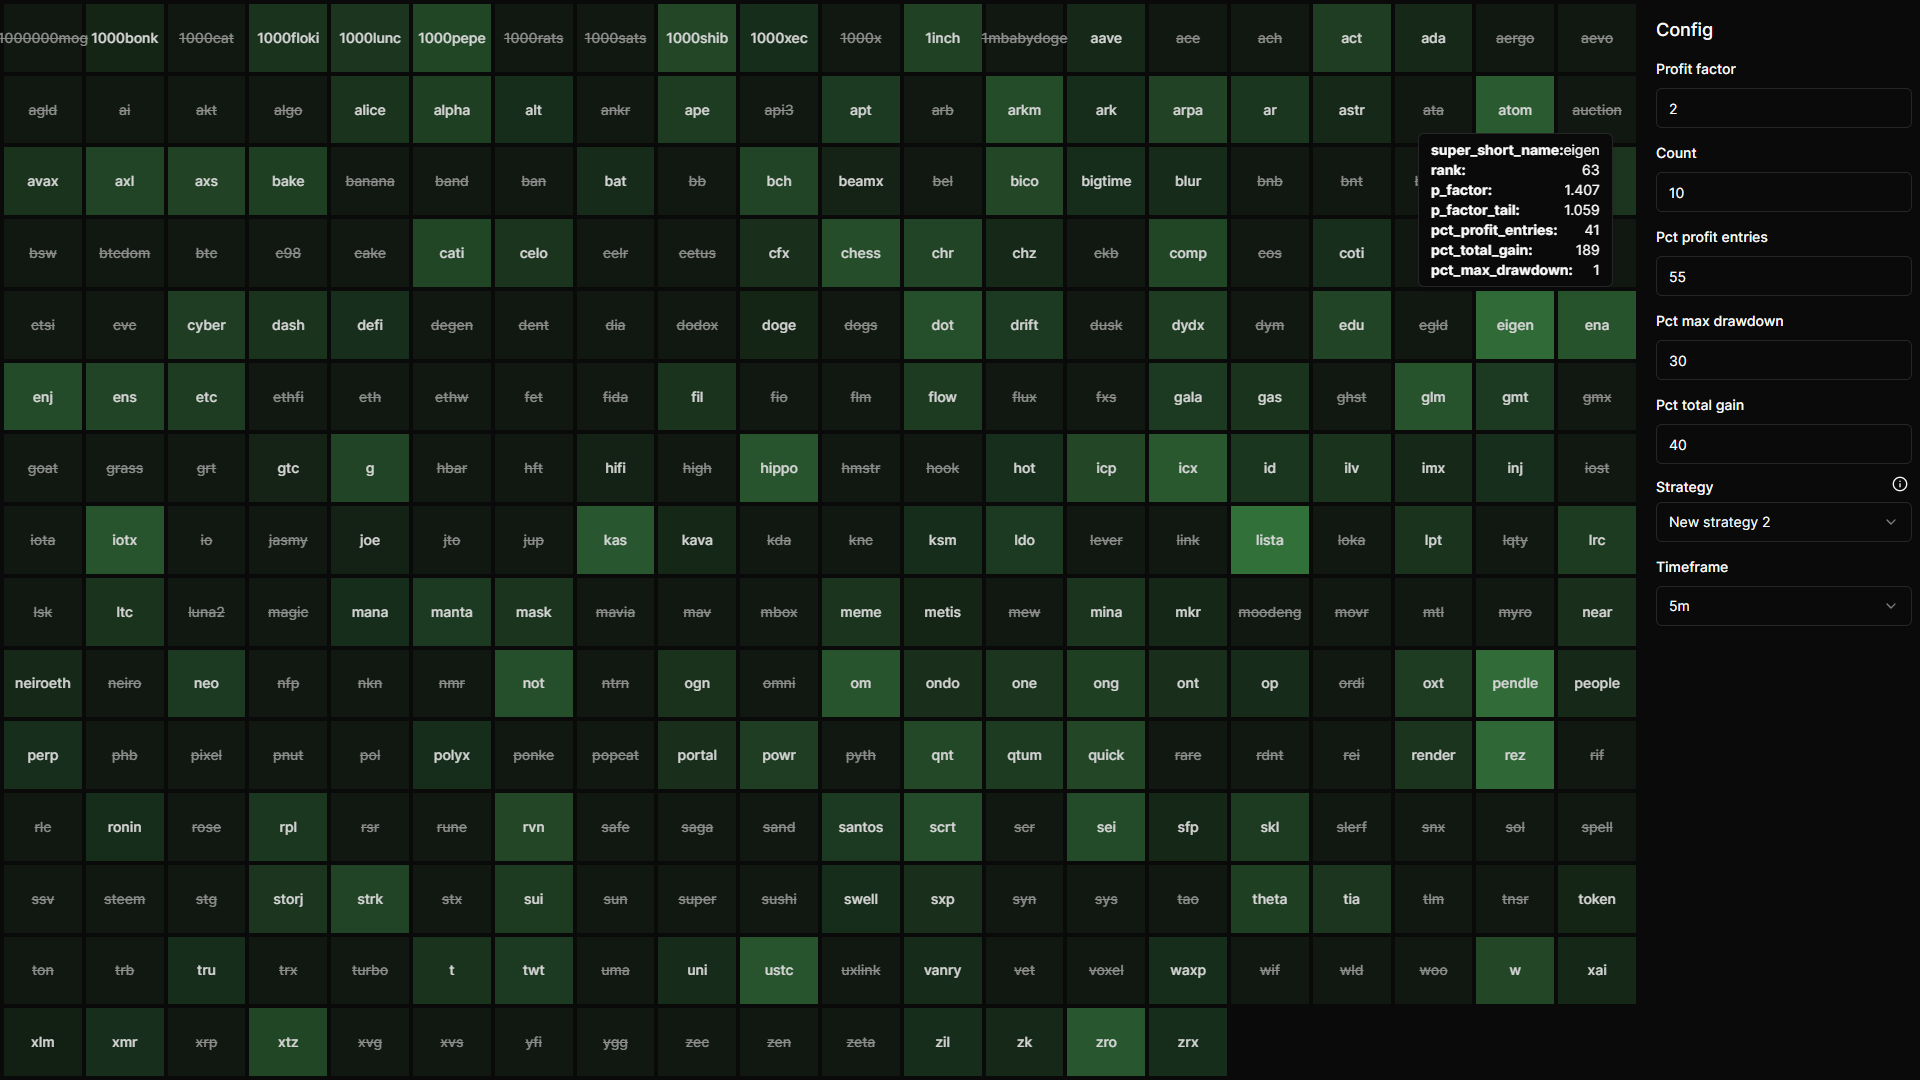 1000000mog 1000bonk 1000cat 1000floki 1000lunc 1000pepe 1000rats 1000sats 1000shib 1000xec 1000x 1inch 1mbabydoge aave ace ach act ada aergo aevo
agld ai akt algo alice alpha alt ankr ape api3 apt arb arkm ark arpa ar astr ata atom auction
avax axl axs bake banana band ban bat bb bch beamx bel bico bigtime blur bnb bnt
bsw btcdom btc c98 cake cati celo celr cetus cfx chess chr chz ckb comp cos coti
super_short_name:eigen
rank: 63
p_factor: 1.407
p_factor_tail: 1.059
pct_profit_entries: 41
pct_total_gain: 189
pct_max_drawdown: 1
ctsi cvc cyber dash defi degen dent dia dodox doge dogs dot drift dusk dydx dym edu egld eigen ena
enj ens etc ethfi eth ethw fet fida fil fio flm flow flux fxs gala gas ghst glm gmt gmx
goat grass grt gtc g hbar hft hifi high hippo hmstr hook hot icp icx id ilv imx inj iost
iota iotx io jasmy joe jto jup kas kava kda knc ksm ldo lever link lista loka lpt lqty lrc
lsk ltc luna2 magic mana manta mask mavia mav mbox meme metis mew mina mkr moodeng movr mtl myro near
neiroeth neiro neo nfp nkn nmr not ntrn ogn omni om ondo one ong ont op ordi oxt pendle people
perp phb pixel pnut pol polyx ponke popcat portal powr pyth qnt qtum quick rare rdnt rei render rez rif
rlc ronin rose rpl rsr rune rvn safe saga sand santos scrt scr sei sfp skl slerf snx sol spell
ssv steem stg storj strk stx sui sun super sushi swell sxp syn sys tao theta tia tlm tnsr token
ton trb tru trx turbo t twt uma uni ustc uxlink vanry vet voxel waxp wif wld woo w xai
xlm xmr xrp xtz xvg xvs yfi ygg zec zen zeta zil zk zro zrx
Config
Profit factor
2
Count
10
Pct profit entries
55
Pct max drawdown
30
Pct total gain
40
Strategy
New strategy 2
Timeframe
5m